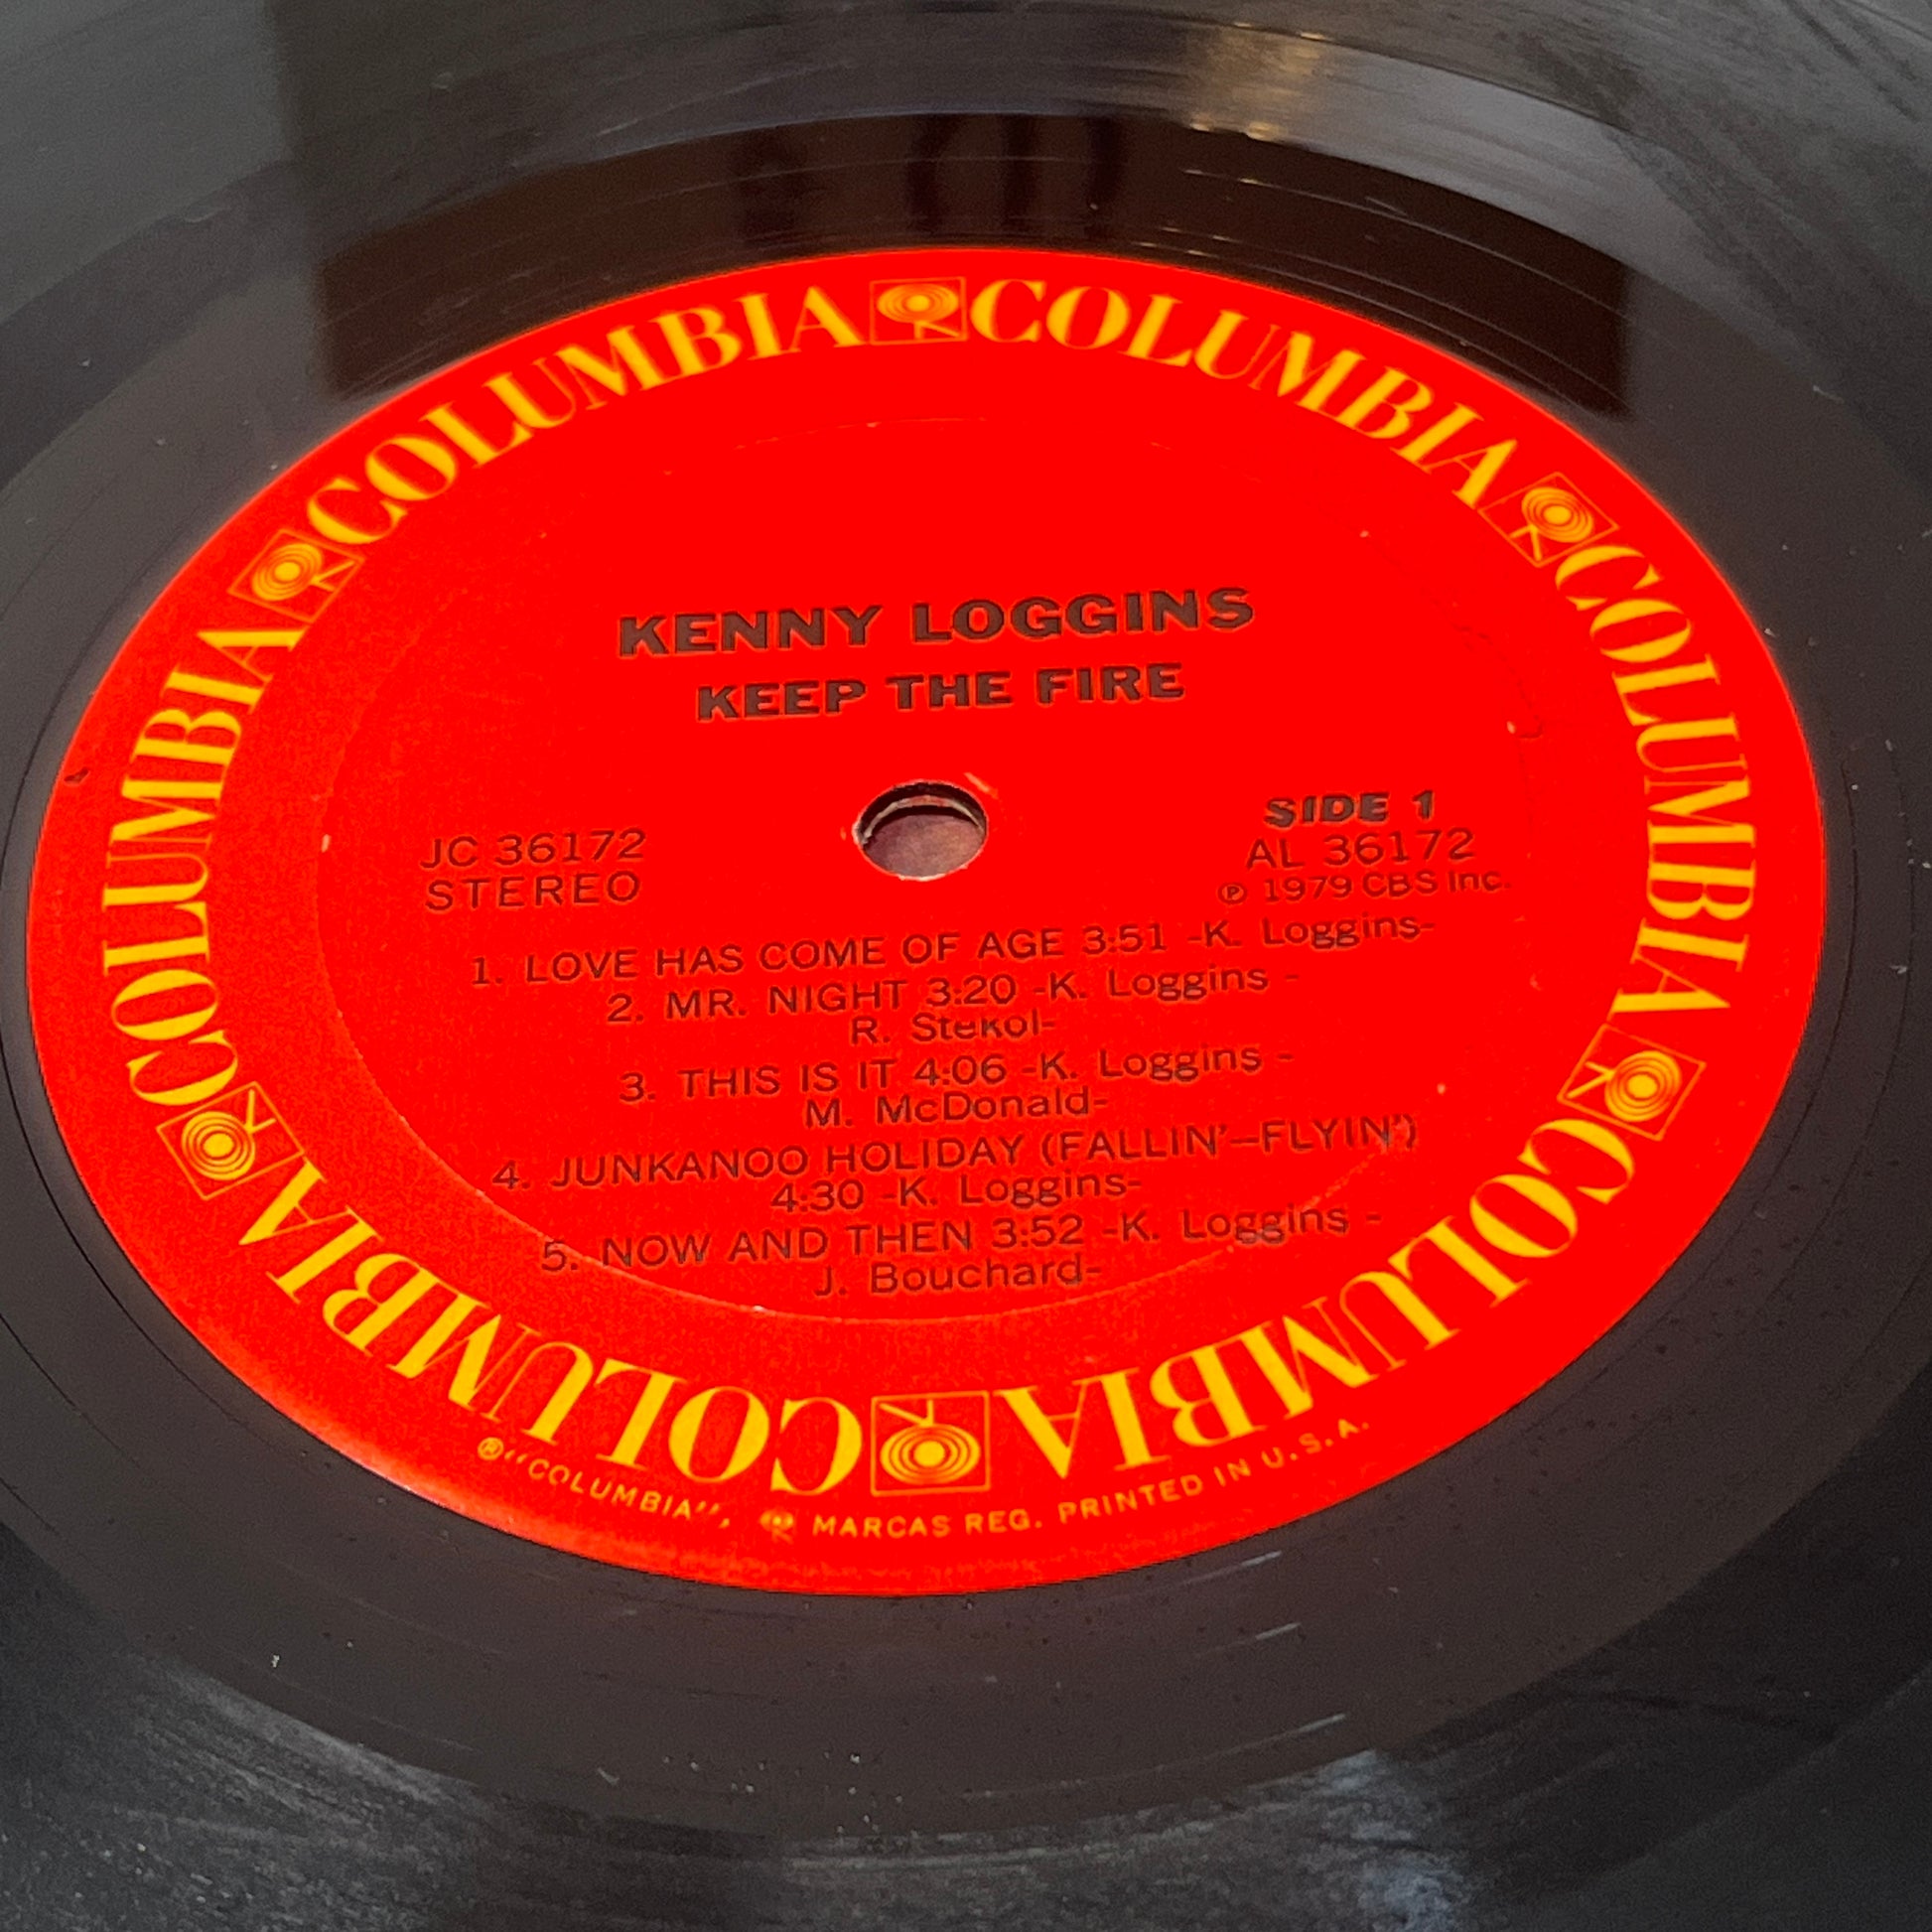 COLUMBIA COLUMBIA COLUMBIA COLUMBIA COLUMBIA COLUMBIA
KENNY LOGGINS
KEEP THE FIRE
JC 36172
STEREO
SIDE 1
AL 36172
℗ 1979 CBS Inc.
1. LOVE HAS COME OF AGE 3:51 -K. Loggins-
2. MR. NIGHT 3:20 -K. Loggins -
R. Stekol-
3. THIS IS IT 4:06 -K. Loggins -
M. McDonald-
4. JUNKANOO HOLIDAY (FALLIN'–FLYIN')
4:30 -K. Loggins-
5. NOW AND THEN 3:52 -K. Loggins -
J. Bouchard-
®"COLUMBIA", MARCAS REG. PRINTED IN U.S.A.